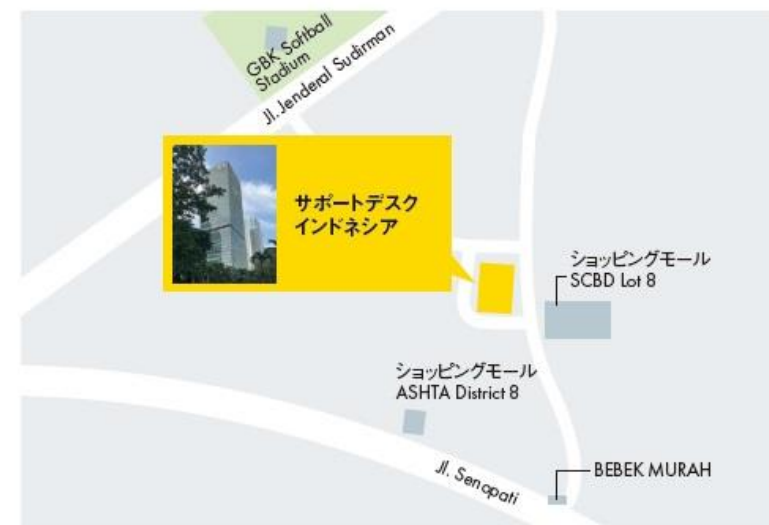 GBK Softball
Stadium
Jl.Jenderal Sudirman
サポートデスク
インドネシア
ショッピングモール
SCBD Lot 8
ショッピングモール
ASHTA District 8
Jl. Senopati
BEBEK MURAH